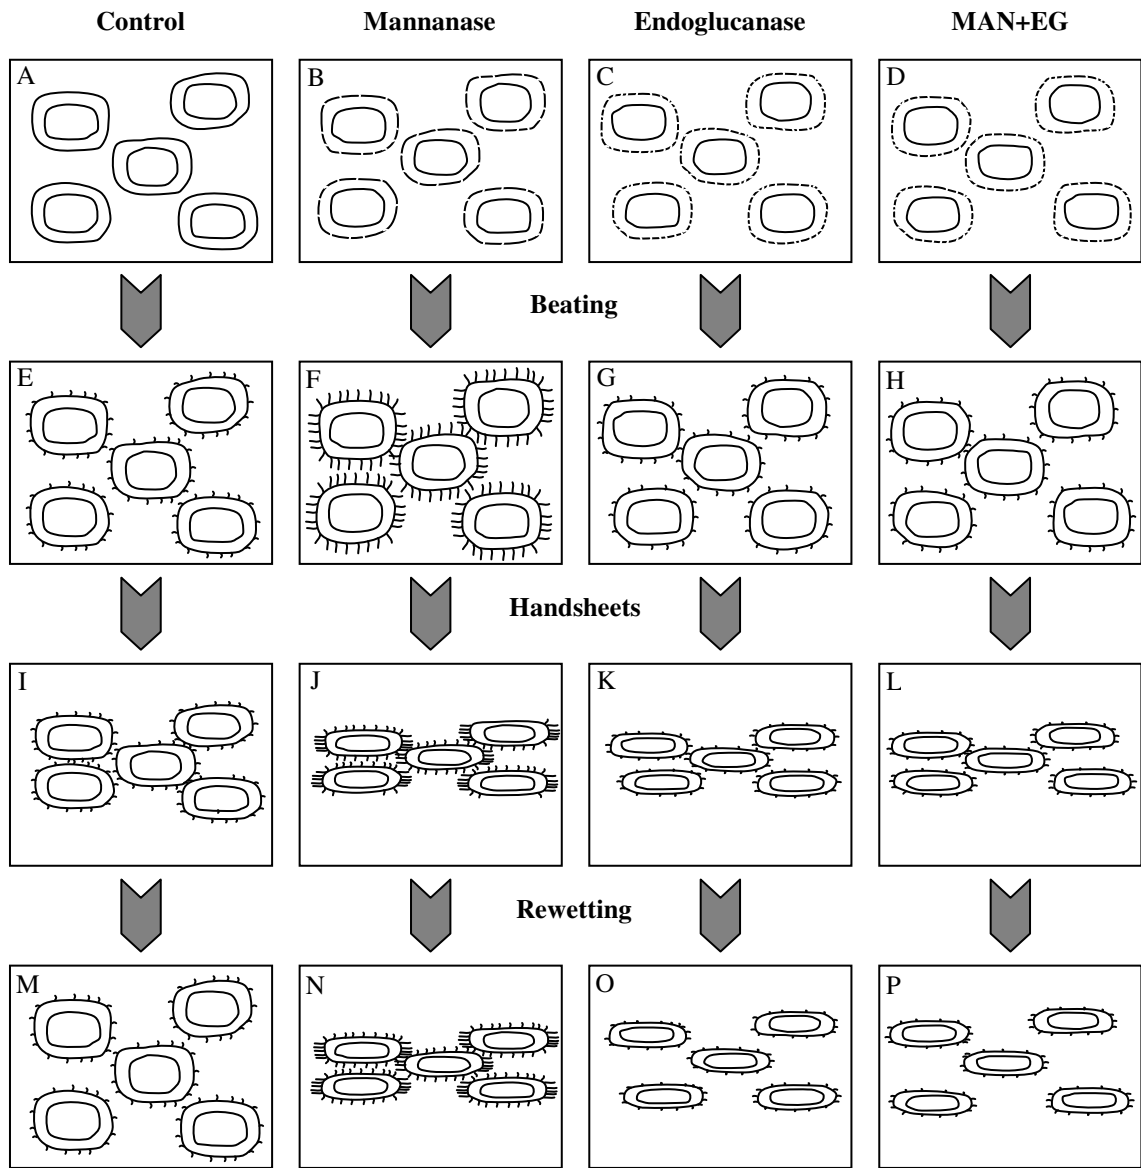 Control Mannanase Endoglucanase MAN+EG
A B C D
Beating
E F G H
Handsheets
I J K L
Rewetting
M N O P